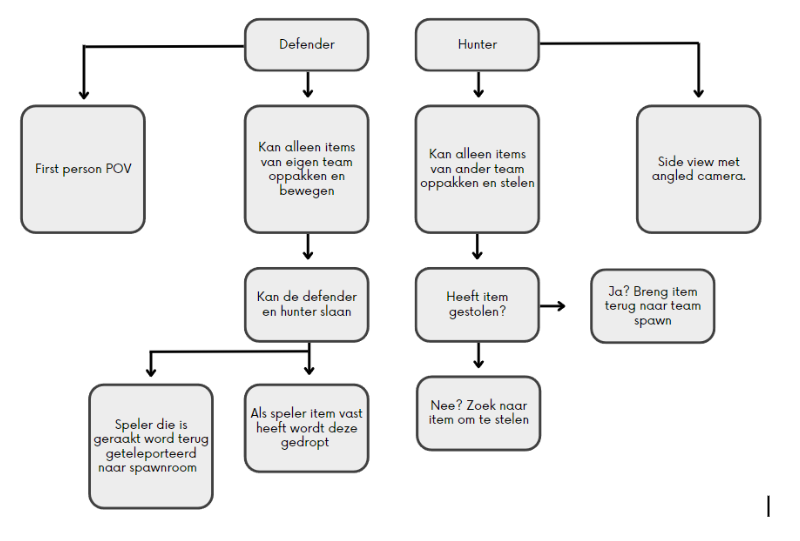 Defender
Hunter
First person POV
Kan alleen items
van eigen team
oppakken en
bewegen
Kan alleen items
van ander team
oppakken en stelen
Side view met
angled camera.
Kan de defender
en hunter slaan
Heeft item
gestolen?
Ja? Breng item
terug naar team
spawn
Speler die is
geraakt word terug
geteleporteerd
naar spawnroom
Als speler item vast
heeft wordt deze
gedropt
Nee? Zoek naar
item om te stelen